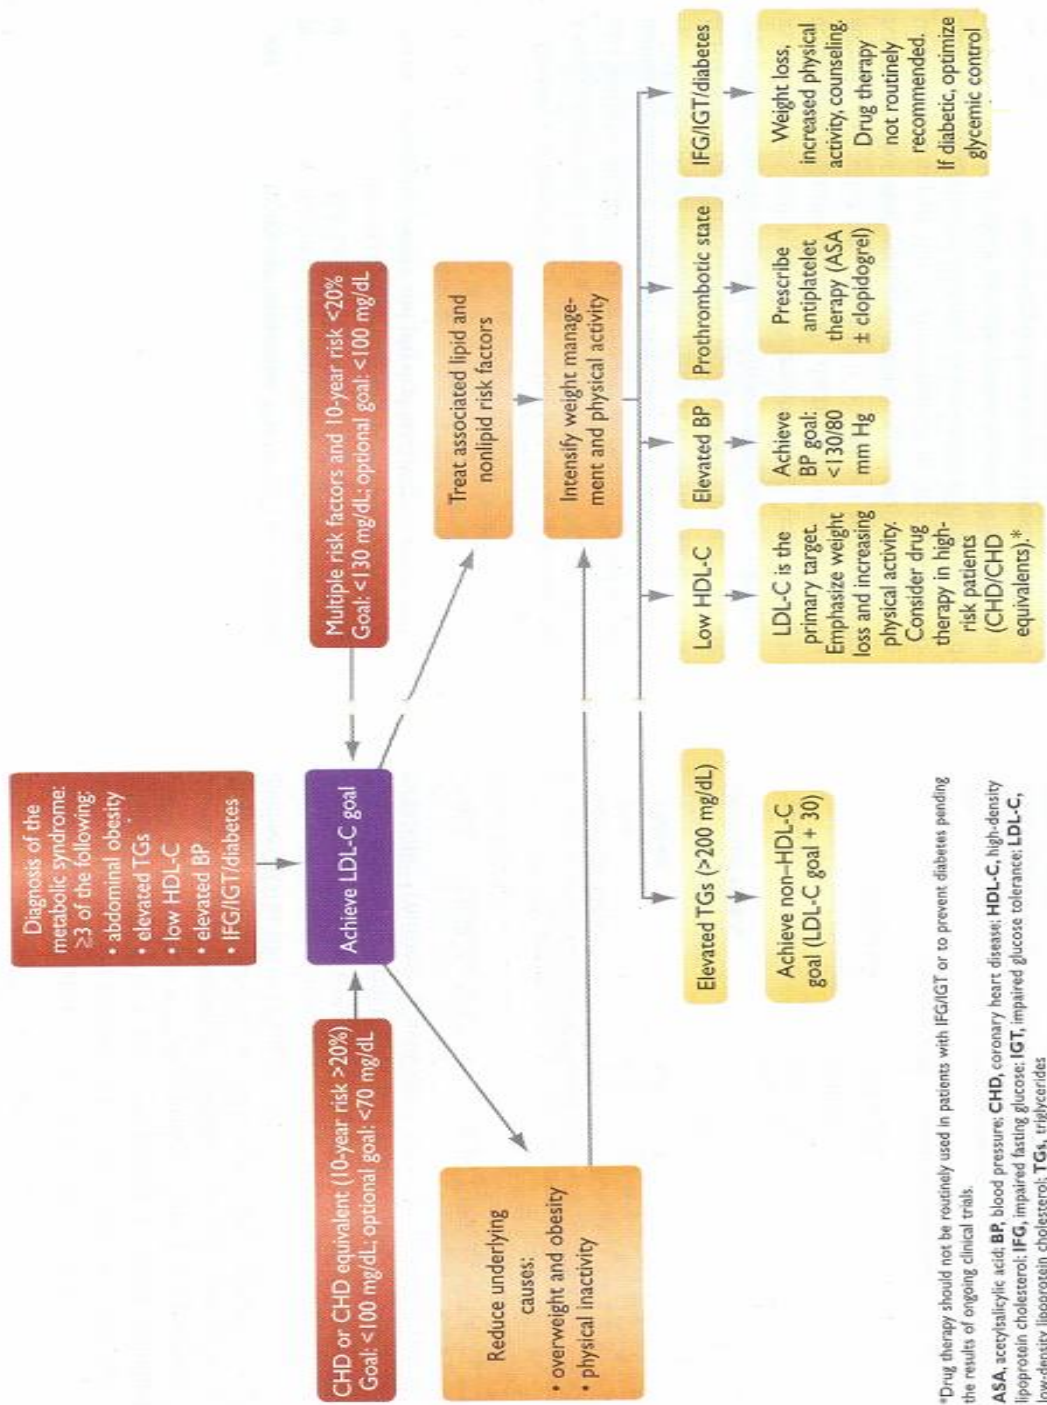 Diagnosis of the
metabolic syndrome:
≥3 of the following:
• abdominal obesity
• elevated TGs
• low HDL-C
• elevated BP
• IFG/IGT/diabetes
CHD or CHD equivalent (10-year risk >20%)
Goal: <100 mg/dL; optional goal: <70 mg/dL
Achieve LDL-C goal
Multiple risk factors and 10-year risk <20%
Goal: <130 mg/dL; optional goal: <100 mg/dL
Reduce underlying
causes:
• overweight and obesity
• physical inactivity
Treat associated lipid and
nonlipid risk factors
Intensify weight manage-
ment and physical activity
Elevated TGs (>200 mg/dL)
Achieve non–HDL-C
goal (LDL-C goal + 30)
Low HDL-C
LDL-C is the
primary target.
Emphasize weight
loss and increasing
physical activity.
Consider drug
therapy in high-
risk patients
(CHD/CHD
equivalents).*
Elevated BP
Achieve
BP goal:
<130/80
mm Hg
Prothrombotic state
Prescribe
antiplatelet
therapy (ASA
± clopidogrel)
IFG/IGT/diabetes
Weight loss,
increased physical
activity, counseling.
Drug therapy
not routinely
recommended.
If diabetic, optimize
glycemic control
*Drug therapy should not be routinely used in patients with IFG/IGT or to prevent diabetes pending
the results of ongoing clinical trials.
ASA, acetylsalicylic acid; BP, blood pressure; CHD, coronary heart disease; HDL-C, high-density
lipoprotein cholesterol; IFG, impaired fasting glucose; IGT, impaired glucose tolerance; LDL-C,
low-density lipoprotein cholesterol; TGs, triglycerides